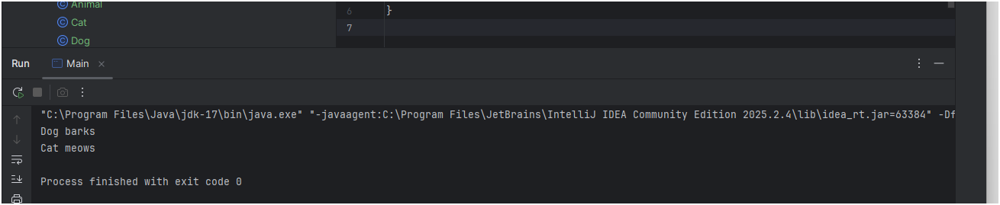 Animal
Cat
Dog
6 }
7
Run Main
"C:\Program Files\Java\jdk-17\bin\java.exe" "-javaagent:C:\Program Files\JetBrains\IntelliJ IDEA Community Edition 2025.2.4\lib\idea_rt.jar=63384" -Df
Dog barks
Cat meows
Process finished with exit code 0